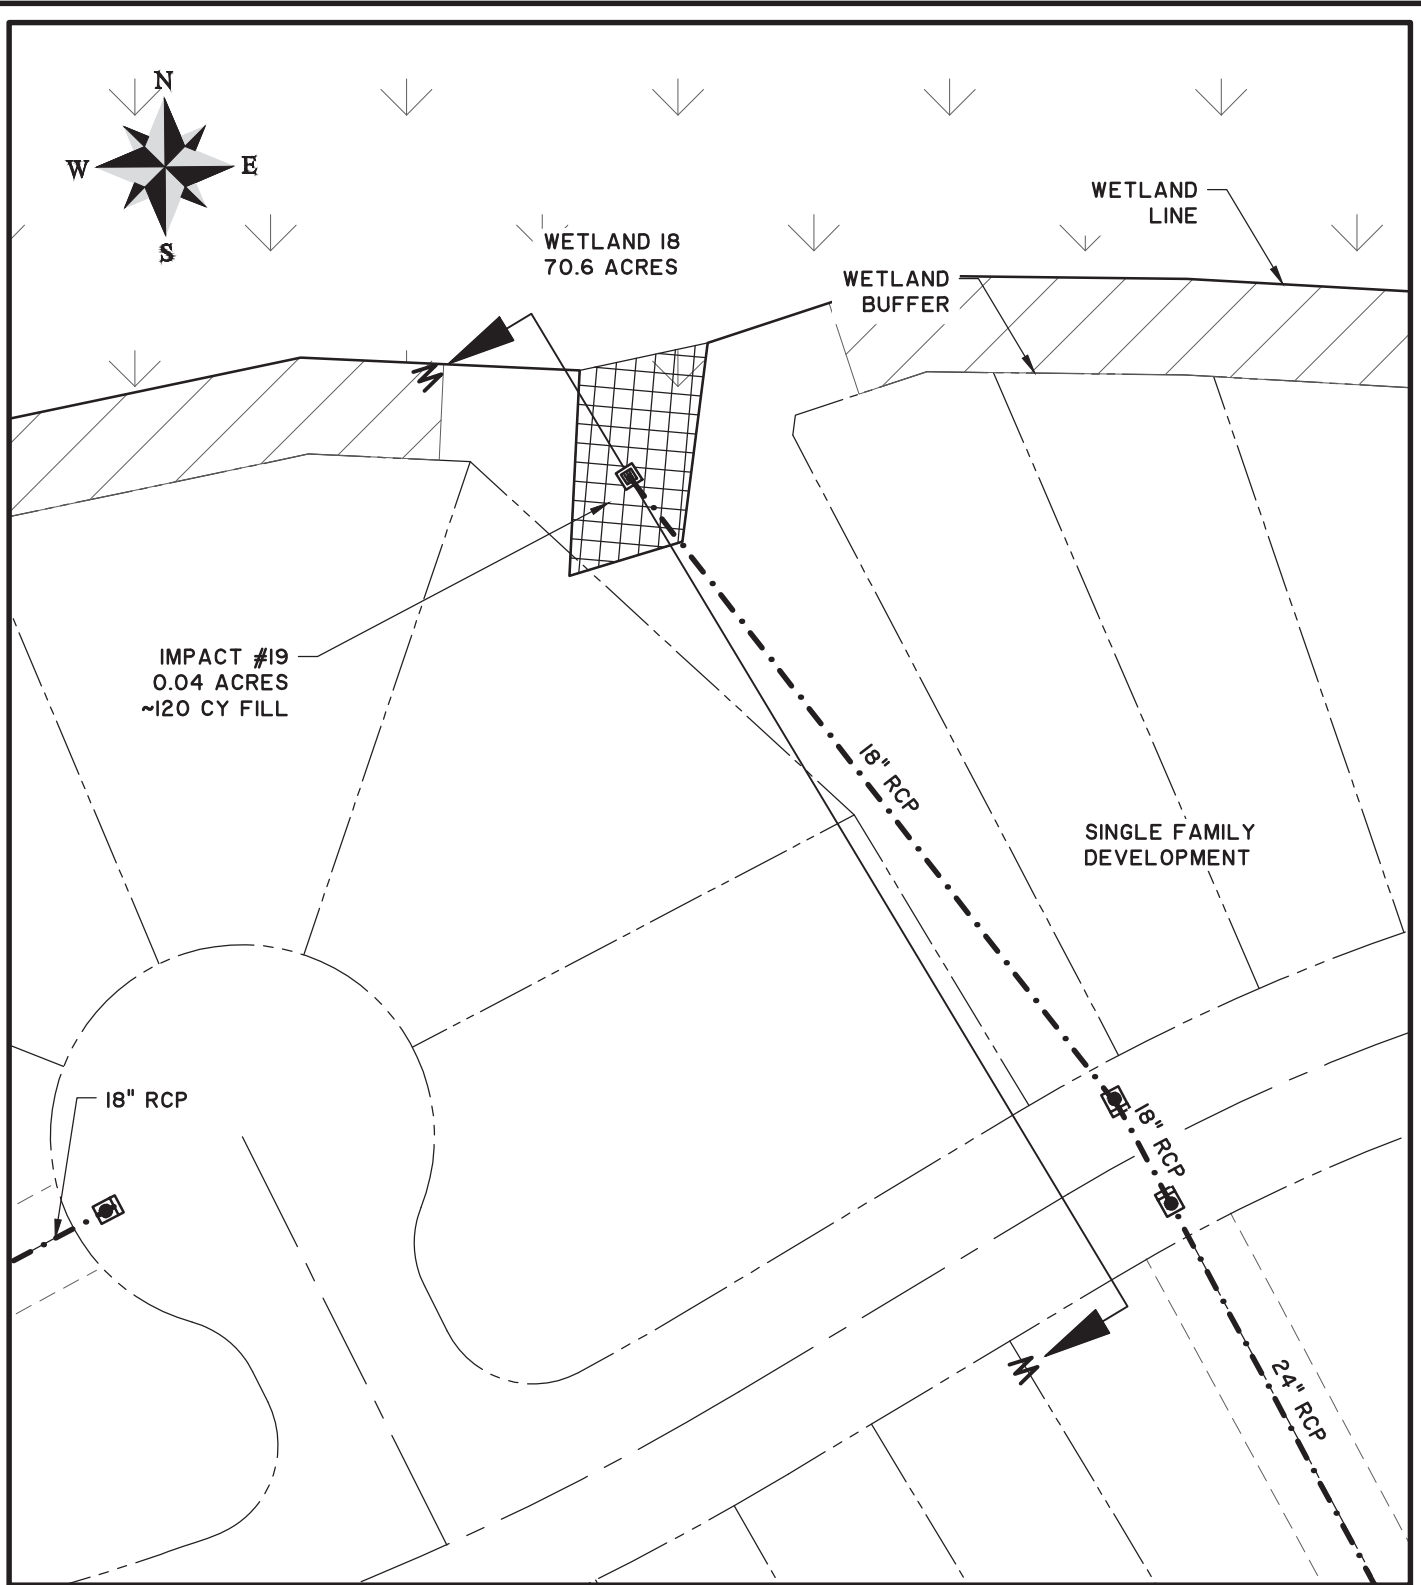 N
W
E
S
WETLAND
LINE
WETLAND 18
70.6 ACRES
WETLAND
BUFFER
M
IMPACT #19
0.04 ACRES
~120 CY FILL
18" RCP
SINGLE FAMILY
DEVELOPMENT
18" RCP
18" RCP
M
24" RCP